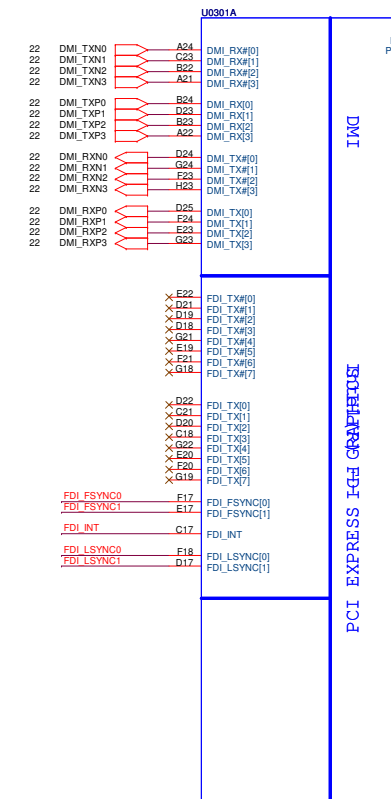 U0301A
P
22 DMI_TXN0 A24 DMI_RX#[0]
22 DMI_TXN1 C23 DMI_RX#[1]
22 DMI_TXN2 B22 DMI_RX#[2]
22 DMI_TXN3 A21 DMI_RX#[3]
22 DMI_TXP0 B24 DMI_RX[0]
22 DMI_TXP1 D23 DMI_RX[1]
22 DMI_TXP2 B23 DMI_RX[2]
22 DMI_TXP3 A22 DMI_RX[3]
22 DMI_RXN0 D24 DMI_TX#[0]
22 DMI_RXN1 G24 DMI_TX#[1]
22 DMI_RXN2 F23 DMI_TX#[2]
22 DMI_RXN3 H23 DMI_TX#[3]
22 DMI_RXP0 D25 DMI_TX[0]
22 DMI_RXP1 F24 DMI_TX[1]
22 DMI_RXP2 E23 DMI_TX[2]
22 DMI_RXP3 G23 DMI_TX[3]
DMI
E22 FDI_TX#[0]
D21 FDI_TX#[1]
D19 FDI_TX#[2]
D18 FDI_TX#[3]
G21 FDI_TX#[4]
E19 FDI_TX#[5]
F21 FDI_TX#[6]
G18 FDI_TX#[7]
D22 FDI_TX[0]
C21 FDI_TX[1]
D20 FDI_TX[2]
C18 FDI_TX[3]
G22 FDI_TX[4]
E20 FDI_TX[5]
F20 FDI_TX[6]
G19 FDI_TX[7]
FDI_FSYNC0 F17 FDI_FSYNC[0]
FDI_FSYNC1 E17 FDI_FSYNC[1]
FDI_INT C17 FDI_INT
FDI_LSYNC0 F18 FDI_LSYNC[0]
FDI_LSYNC1 D17 FDI_LSYNC[1]
PCI EXPRESS